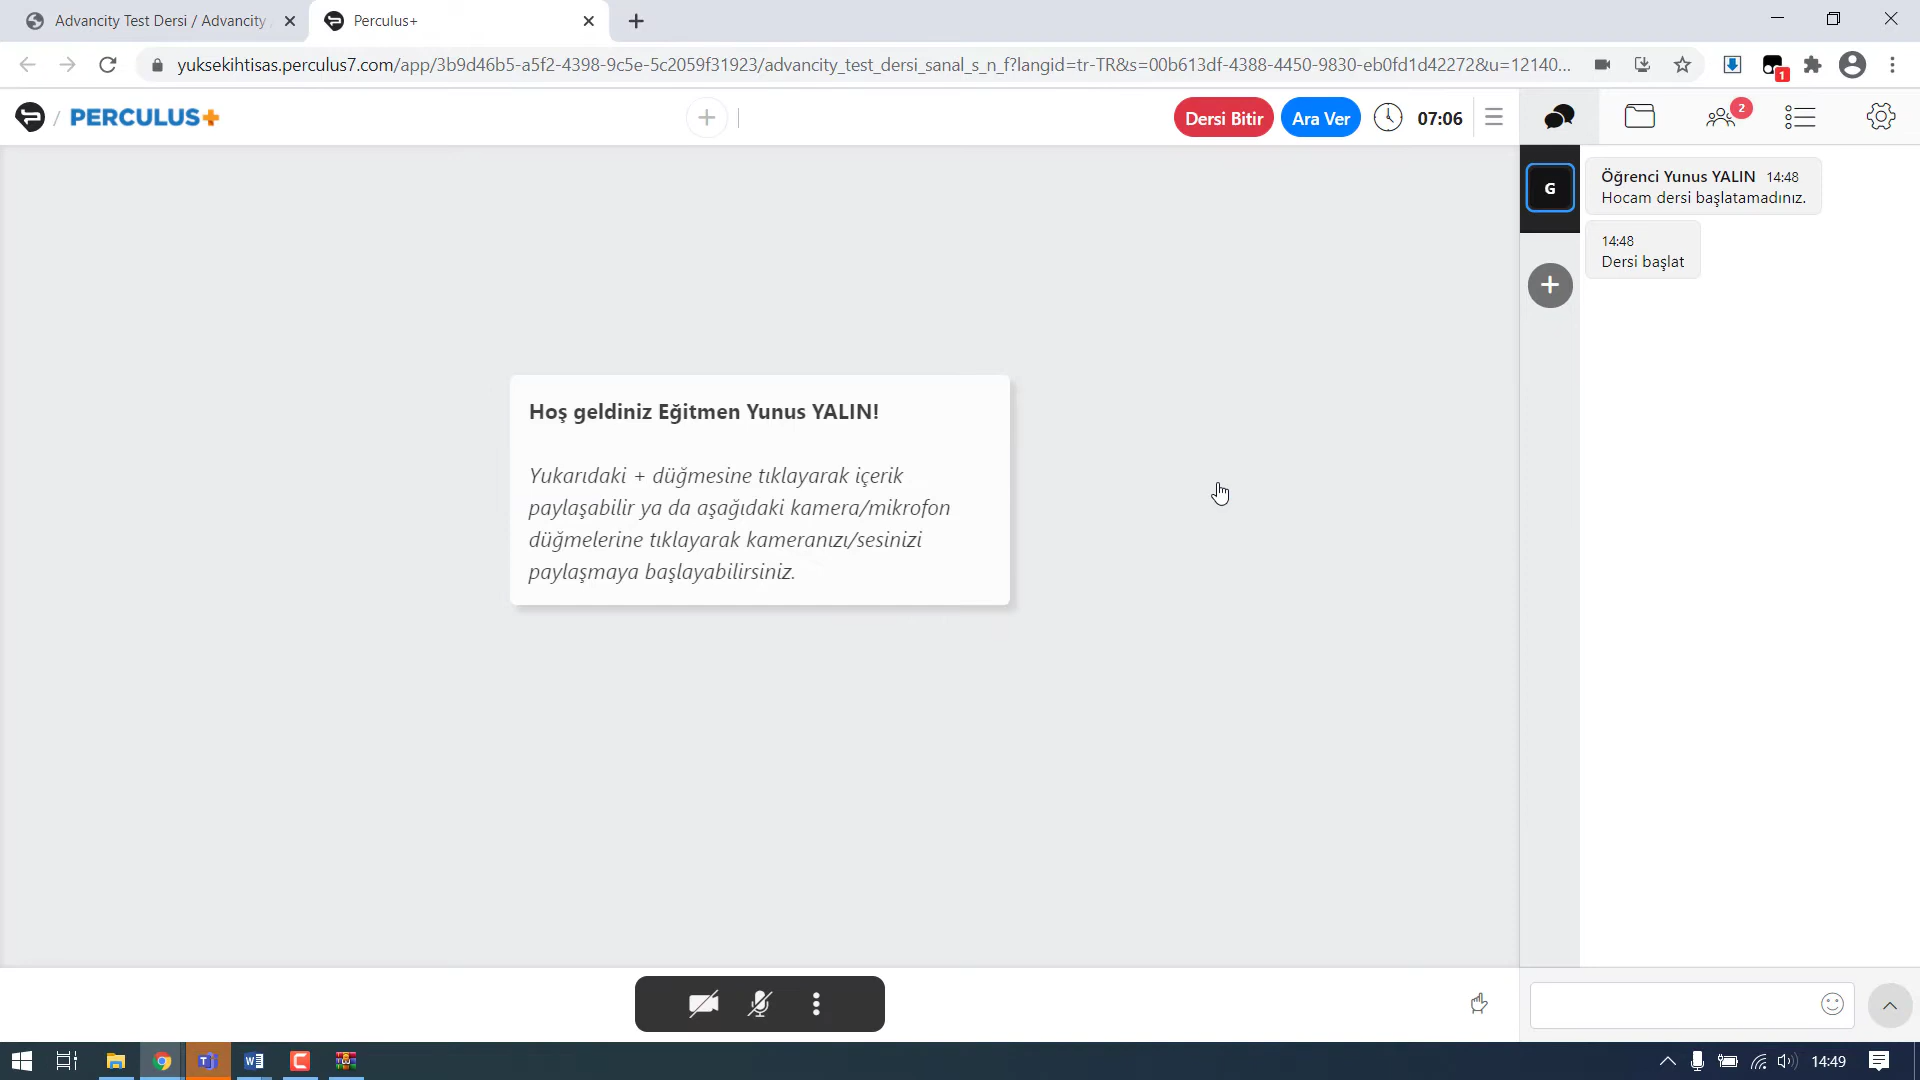 Advancity Test Dersi / Advancity
Perculus+
yuksekihtisas.perculus7.com/app/3b9d46b5-a5f2-4398-9c5e-5c2059f31923/advancity_test_dersi_sanal_s_n_f?langid=tr-TR&s=00b613df-4388-4450-9830-eb0fd1d42272&u=12140...
1
/ PERCULUS+
Dersi Bitir
Ara Ver
07:06
2
G
Öğrenci Yunus YALIN 14:48
Hocam dersi başlatamadınız.
14:48
Dersi başlat
Hoş geldiniz Eğitmen Yunus YALIN!
Yukarıdaki + düğmesine tıklayarak içerik
paylaşabilir ya da aşağıdaki kamera/mikrofon
düğmelerine tıklayarak kameranızı/sesinizi
paylaşmaya başlayabilirsiniz.
14:49